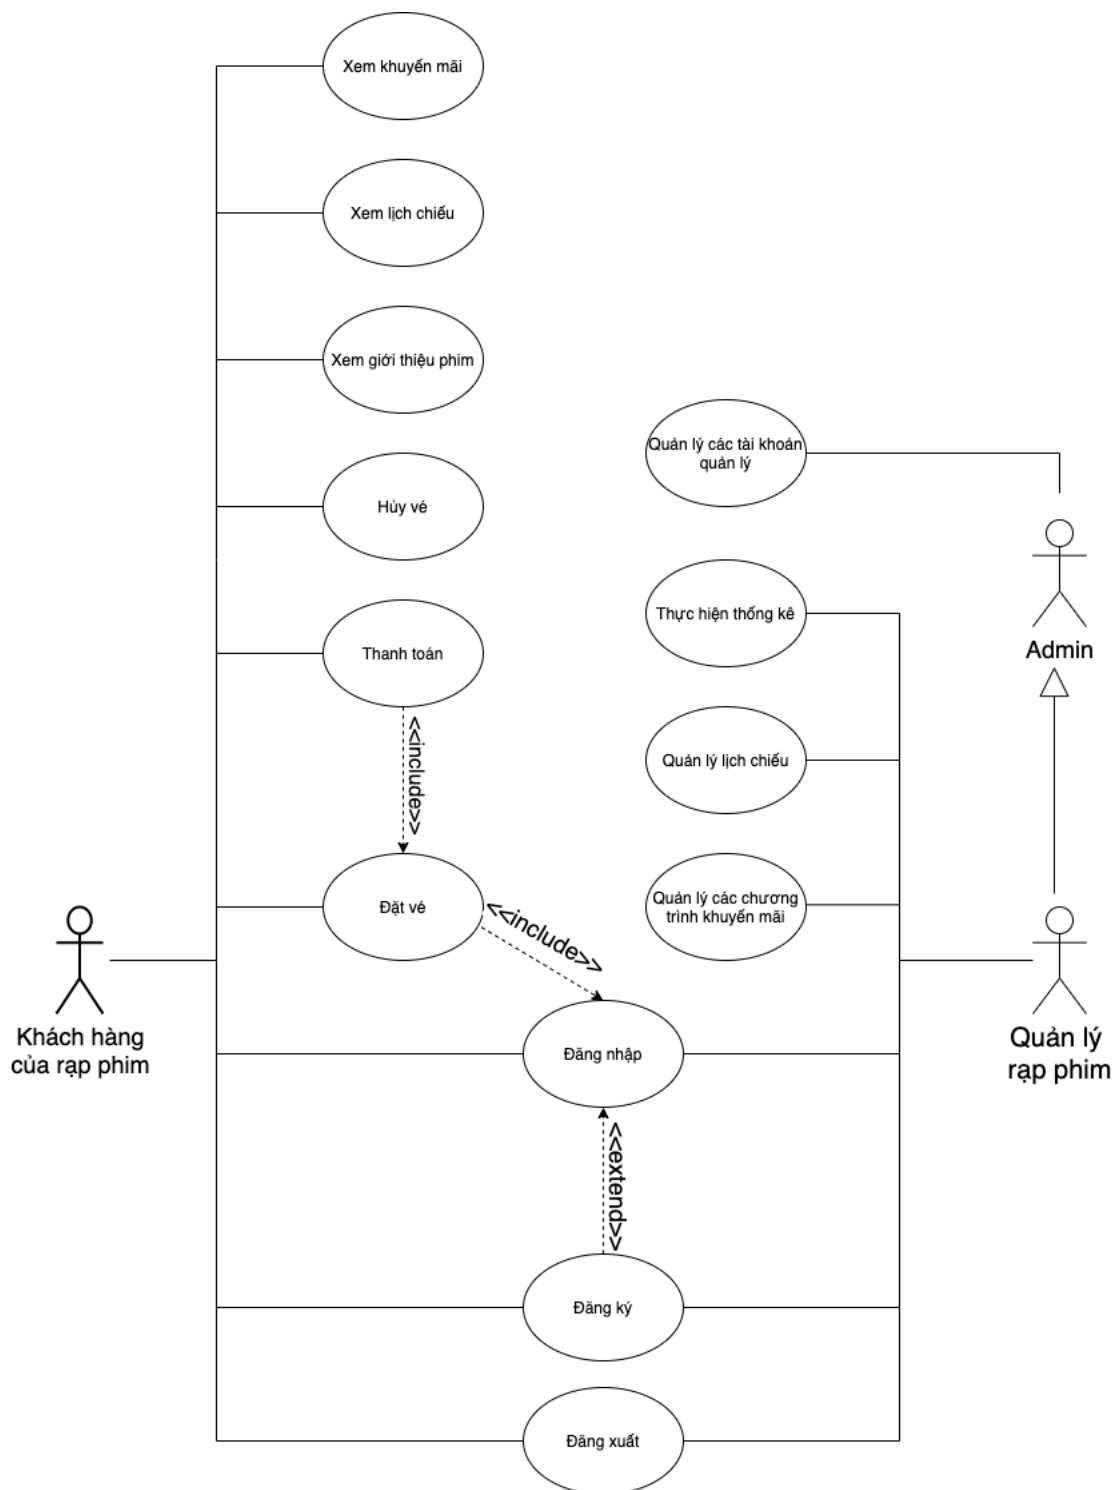 Xem khuyến mãi
Xem lịch chiếu
Xem giới thiệu phim
Quản lý các tài khoản
quản lý
Hủy vé
Thực hiện thống kê
Admin
Thanh toán
<<include>>
Quản lý lịch chiếu
Đặt vé
<<include>>
Quản lý các chương
trình khuyến mãi
Khách hàng
của rạp phim
Quản lý
rạp phim
Đăng nhập
<<extend>>
Đăng ký
Đăng xuất